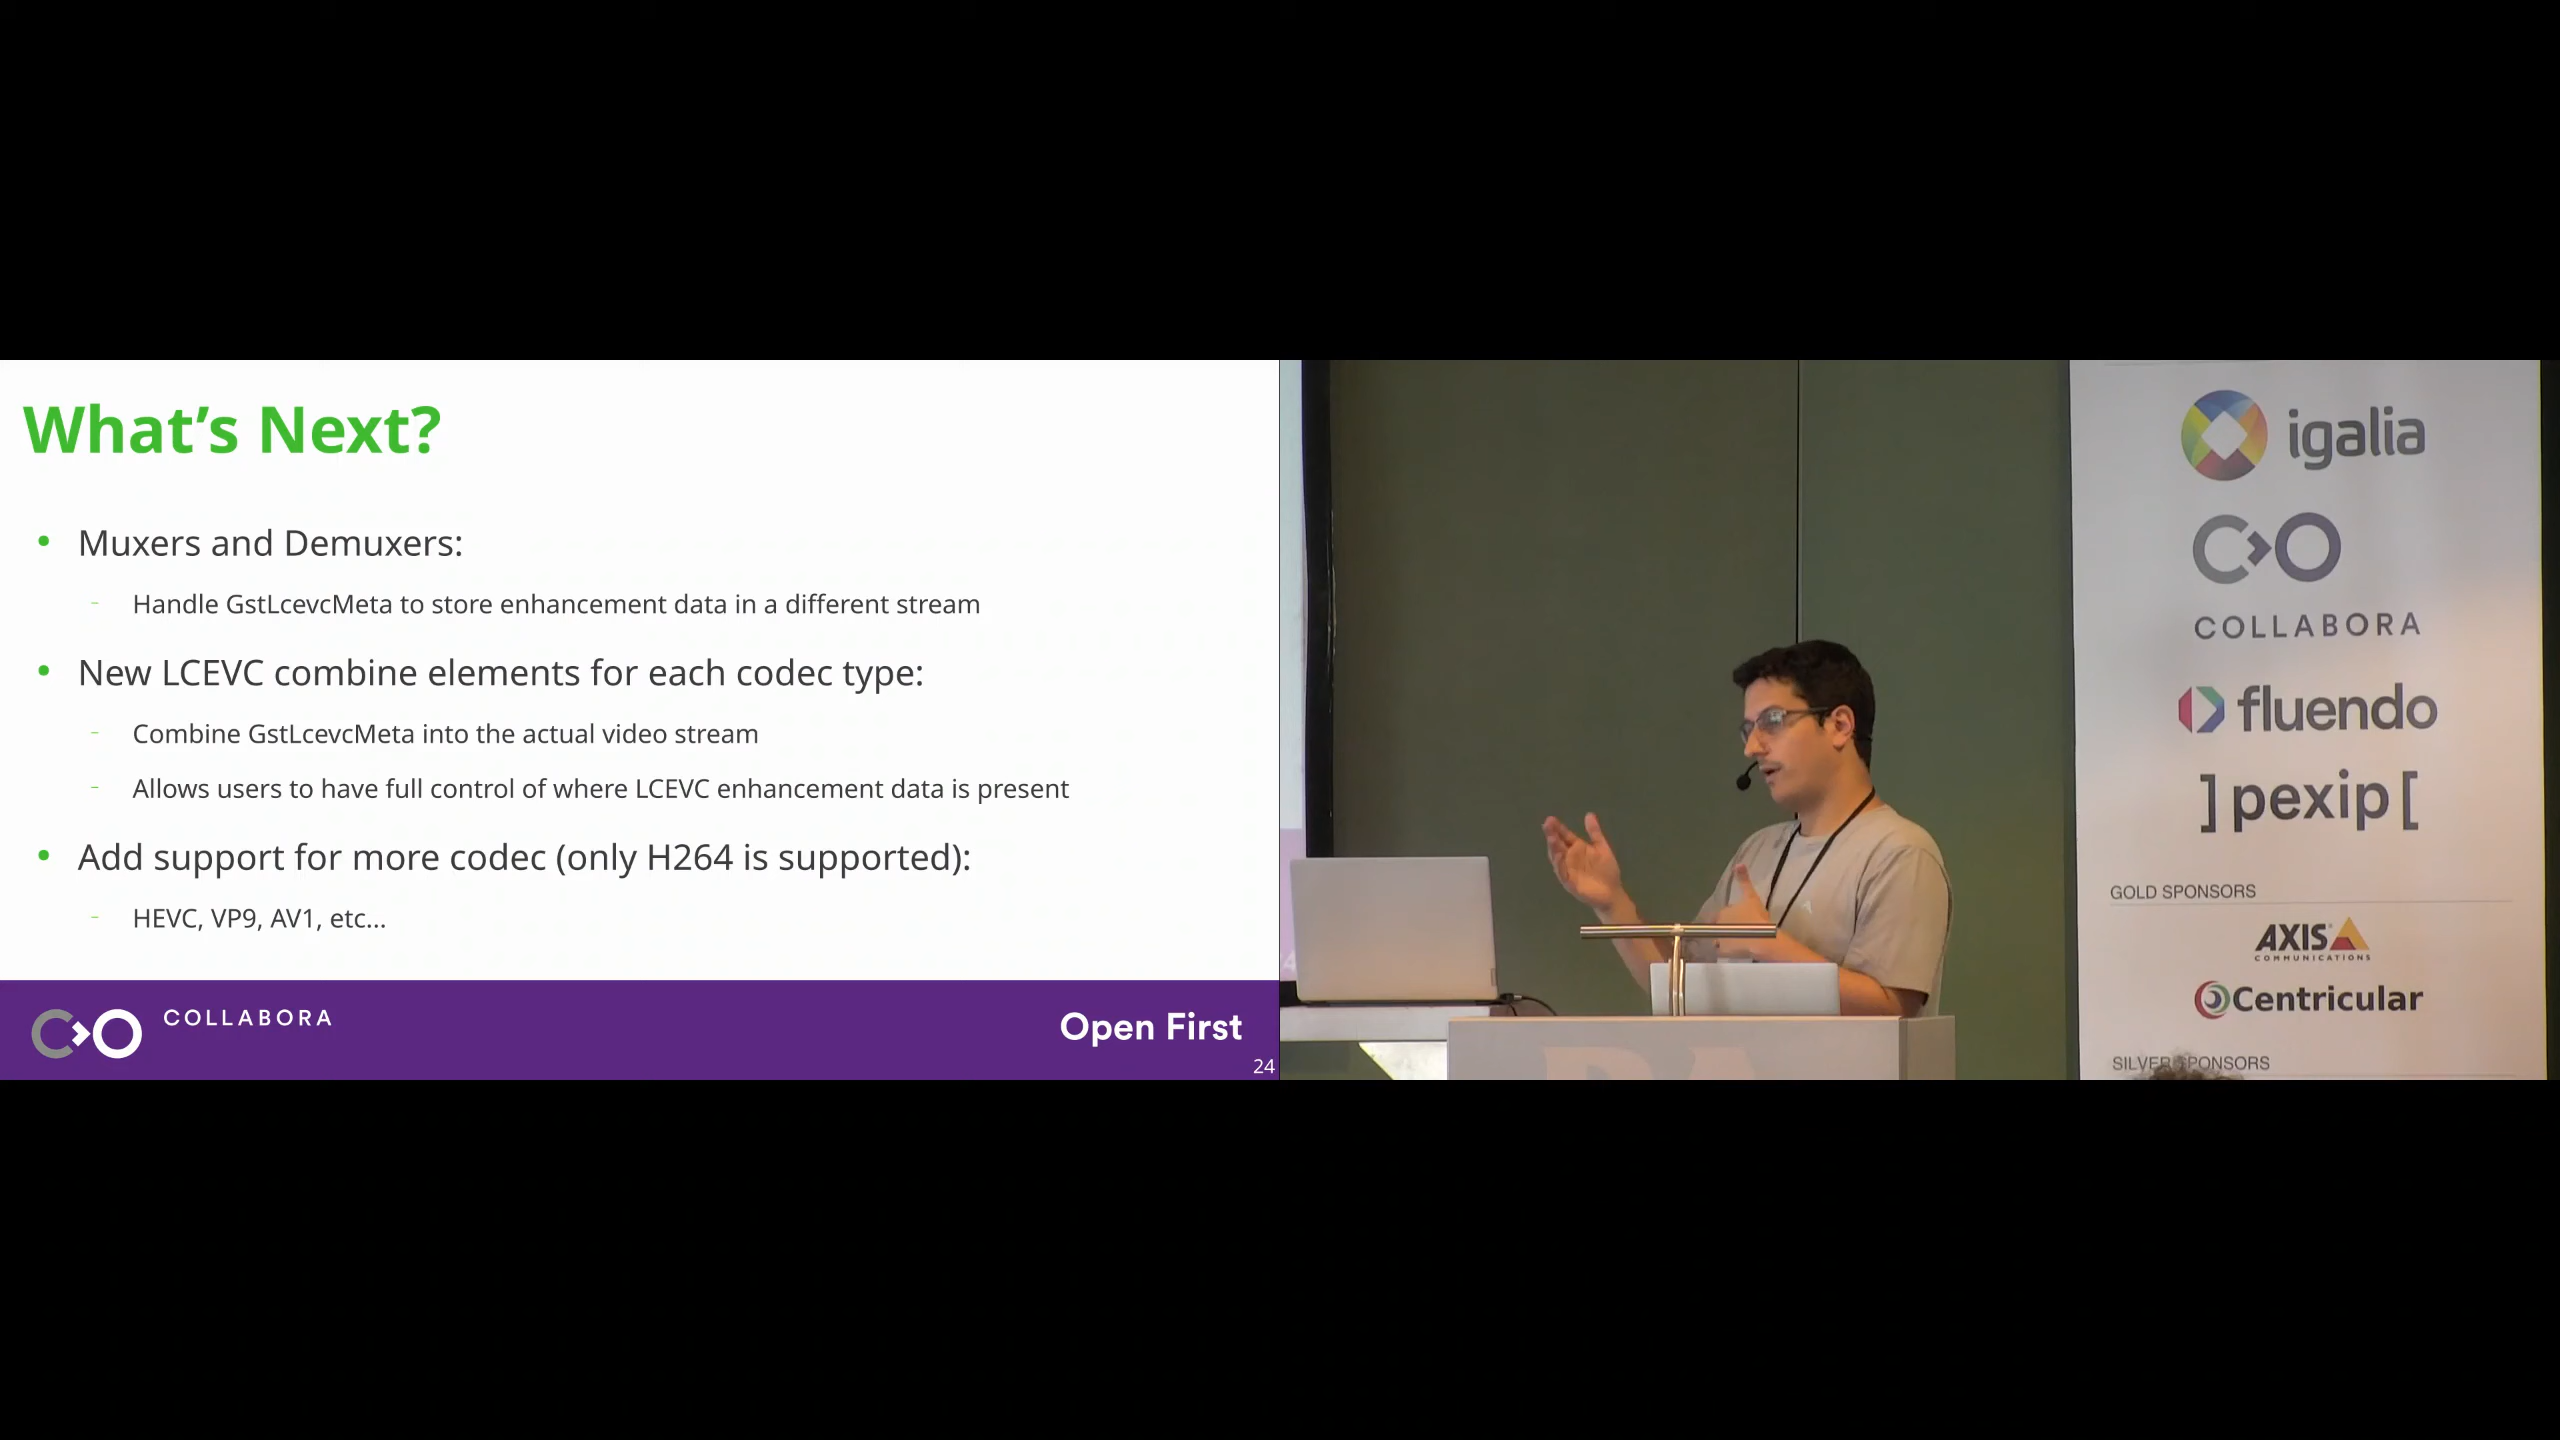 What's Next?
• Muxers and Demuxers:
- Handle GstLcevcMeta to store enhancement data in a different stream
• New LCEVC combine elements for each codec type:
- Combine GstLcevcMeta into the actual video stream
- Allows users to have full control of where LCEVC enhancement data is present
• Add support for more codec (only H264 is supported):
- HEVC, VP9, AV1, etc...
COLLABORA
Open First
24
igalia
COLLABORA
fluendo
]pexip[
GOLD SPONSORS
AXIS
COMMUNICATIONS
Centricular
SILVER SPONSORS